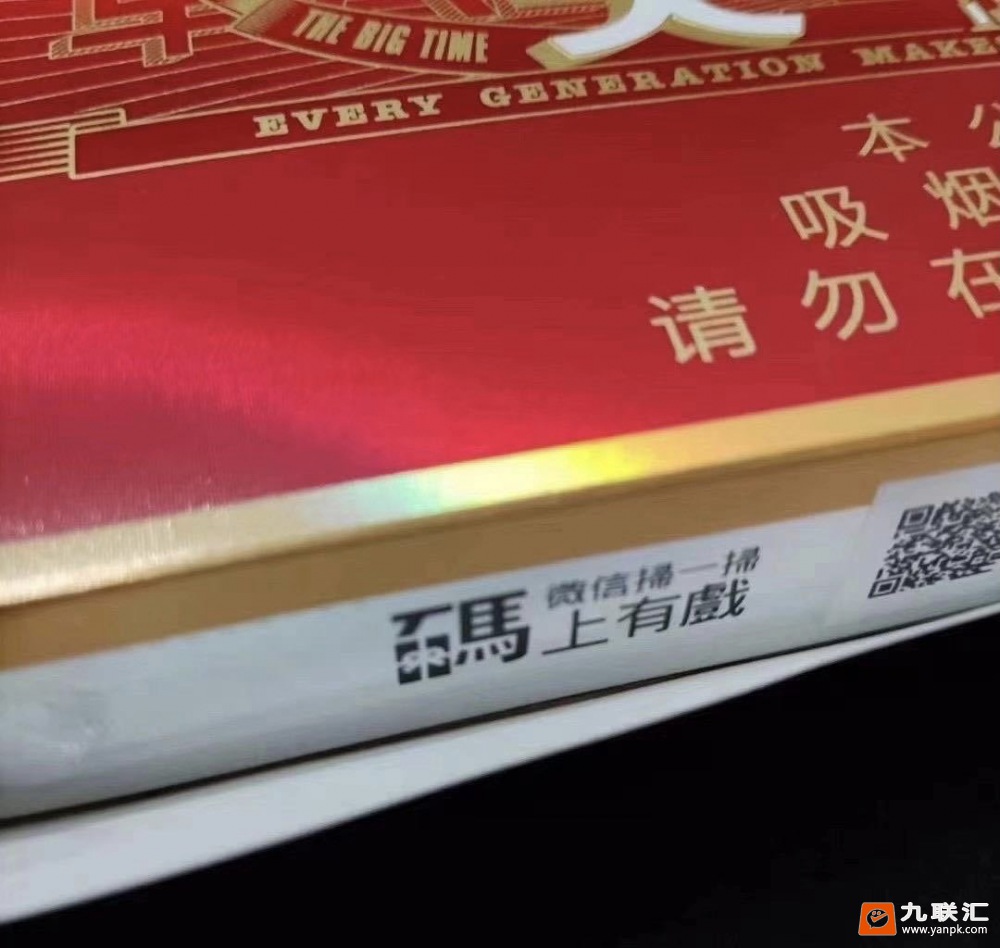 THE BIG TIME
EVERY GENERATION MAKE
本
吸烟
请勿在
碼
微信掃一掃
上有戲
九联汇
www.yanpk.com